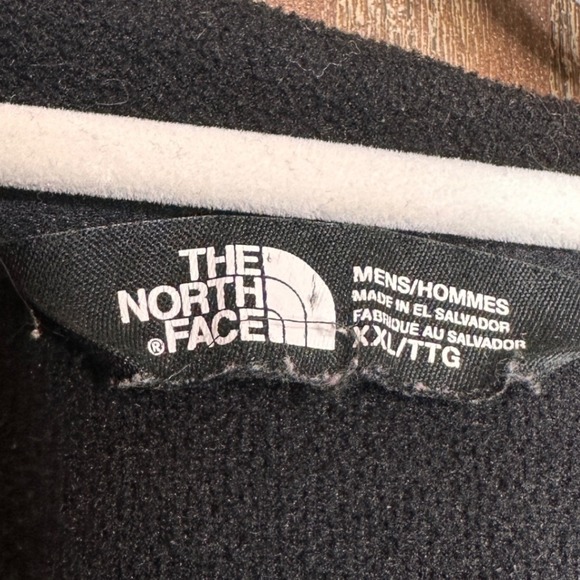 THE
NORTH
® FACE
MENS/HOMMES
MADE IN EL SALVADOR
FABRIQUÉ AU SALVADOR
XXL/TTG